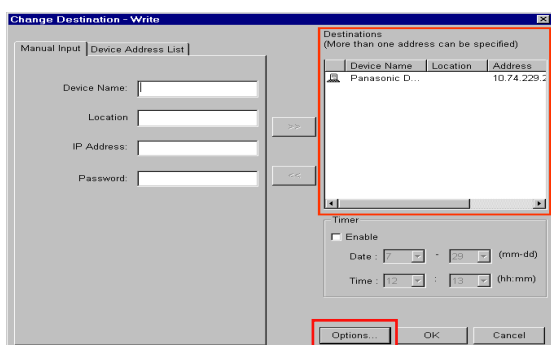 Change Destination - Write
Manual Input
Device Address List
Device Name:
Location
IP Address:
Password:
>>
<<
Destinations
(More than one address can be specified)
Device Name
Location
Address
Panasonic D...
10.74.229.2
Timer
Enable
Date : 7 - 29 (mm-dd)
Time : 12 : 13 (hh:mm)
Options...
OK
Cancel